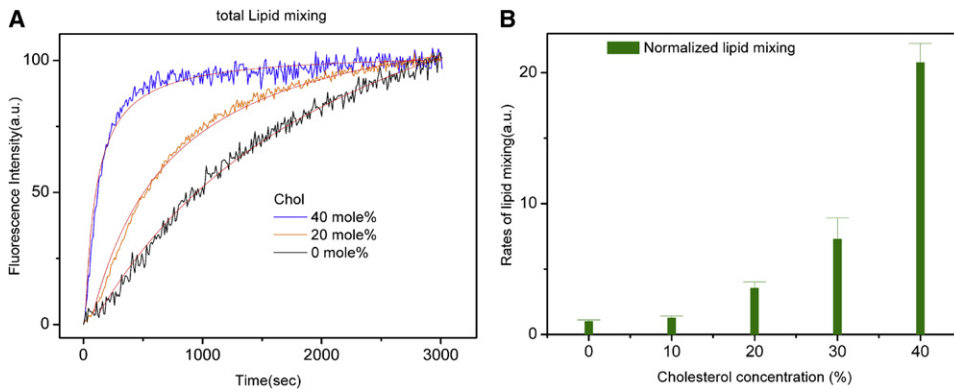 A
total Lipid mixing
Fluorescence Intensity(a.u.)
100
50
0
Chol
40 mole%
20 mole%
0 mole%
0 1000 2000 3000
Time(sec)
B
Normalized lipid mixing
Rates of lipid mixing(a.u.)
20
10
0
0 10 20 30 40
Cholesterol concentration (%)